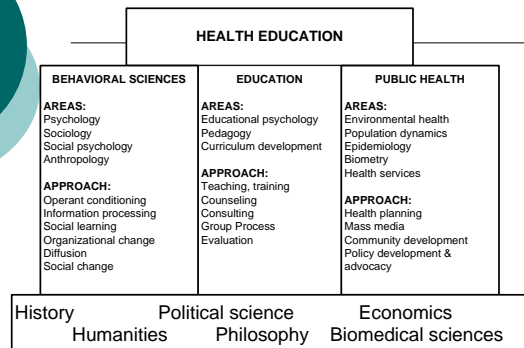 HEALTH EDUCATION
BEHAVIORAL SCIENCES
AREAS:
Psychology
Sociology
Social psychology
Anthropology
APPROACH:
Operant conditioning
Information processing
Social learning
Organizational change
Diffusion
Social change
EDUCATION
AREAS:
Educational psychology
Pedagogy
Curriculum development
APPROACH:
Teaching, training
Counseling
Consulting
Group Process
Evaluation
PUBLIC HEALTH
AREAS:
Environmental health
Population dynamics
Epidemiology
Biometry
Health services
APPROACH:
Health planning
Mass media
Community development
Policy development &
advocacy
History Political science Economics
Humanities Philosophy Biomedical sciences